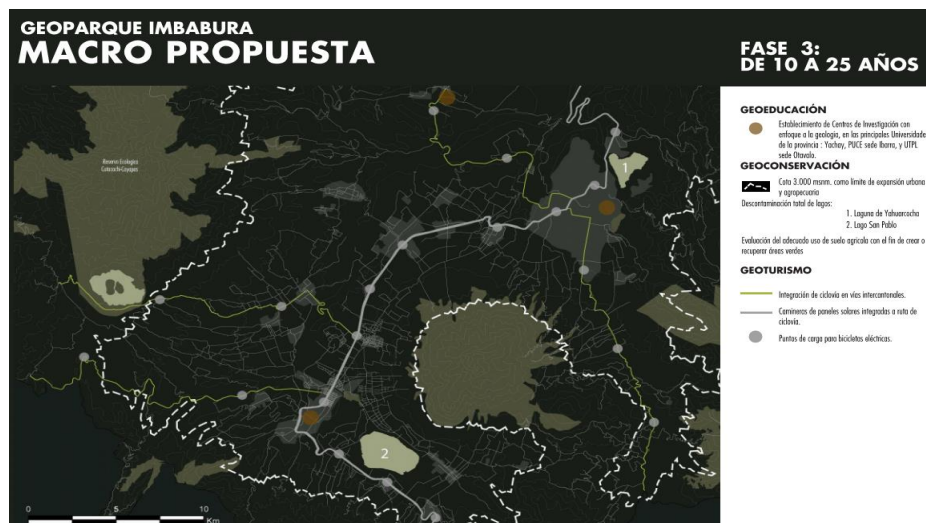 GEOPARQUE IMBABURA
MACRO PROPUESTA
FASE 3:
DE 10 A 25 AÑOS
GEOEDUCACIÓN
Establecimiento de Centros de Investigación con
enfoque a la geología, en las principales Universidade
de la provincia : Yachay, PUCE sede Ibarra, y UTPL
sede Otavalo.
GEOCONSERVACIÓN
Cota 3.000 msnm. como límite de expansión urbana
y agropecuaria
Descontaminación total de lagos:
1. Laguna de Yahuarcocha
2. Lago San Pablo
Evaluación del adecuado uso de suelo agrícola con el fin de crear o
recuperar áreas verdes
GEOTURISMO
Integración de ciclovía en vías intercantonales.
Camineras de paneles solares integradas a ruta de
ciclovía.
Puntos de carga para bicicletas eléctricas.
Reserva Ecológica
1
2
0 5 10
Km